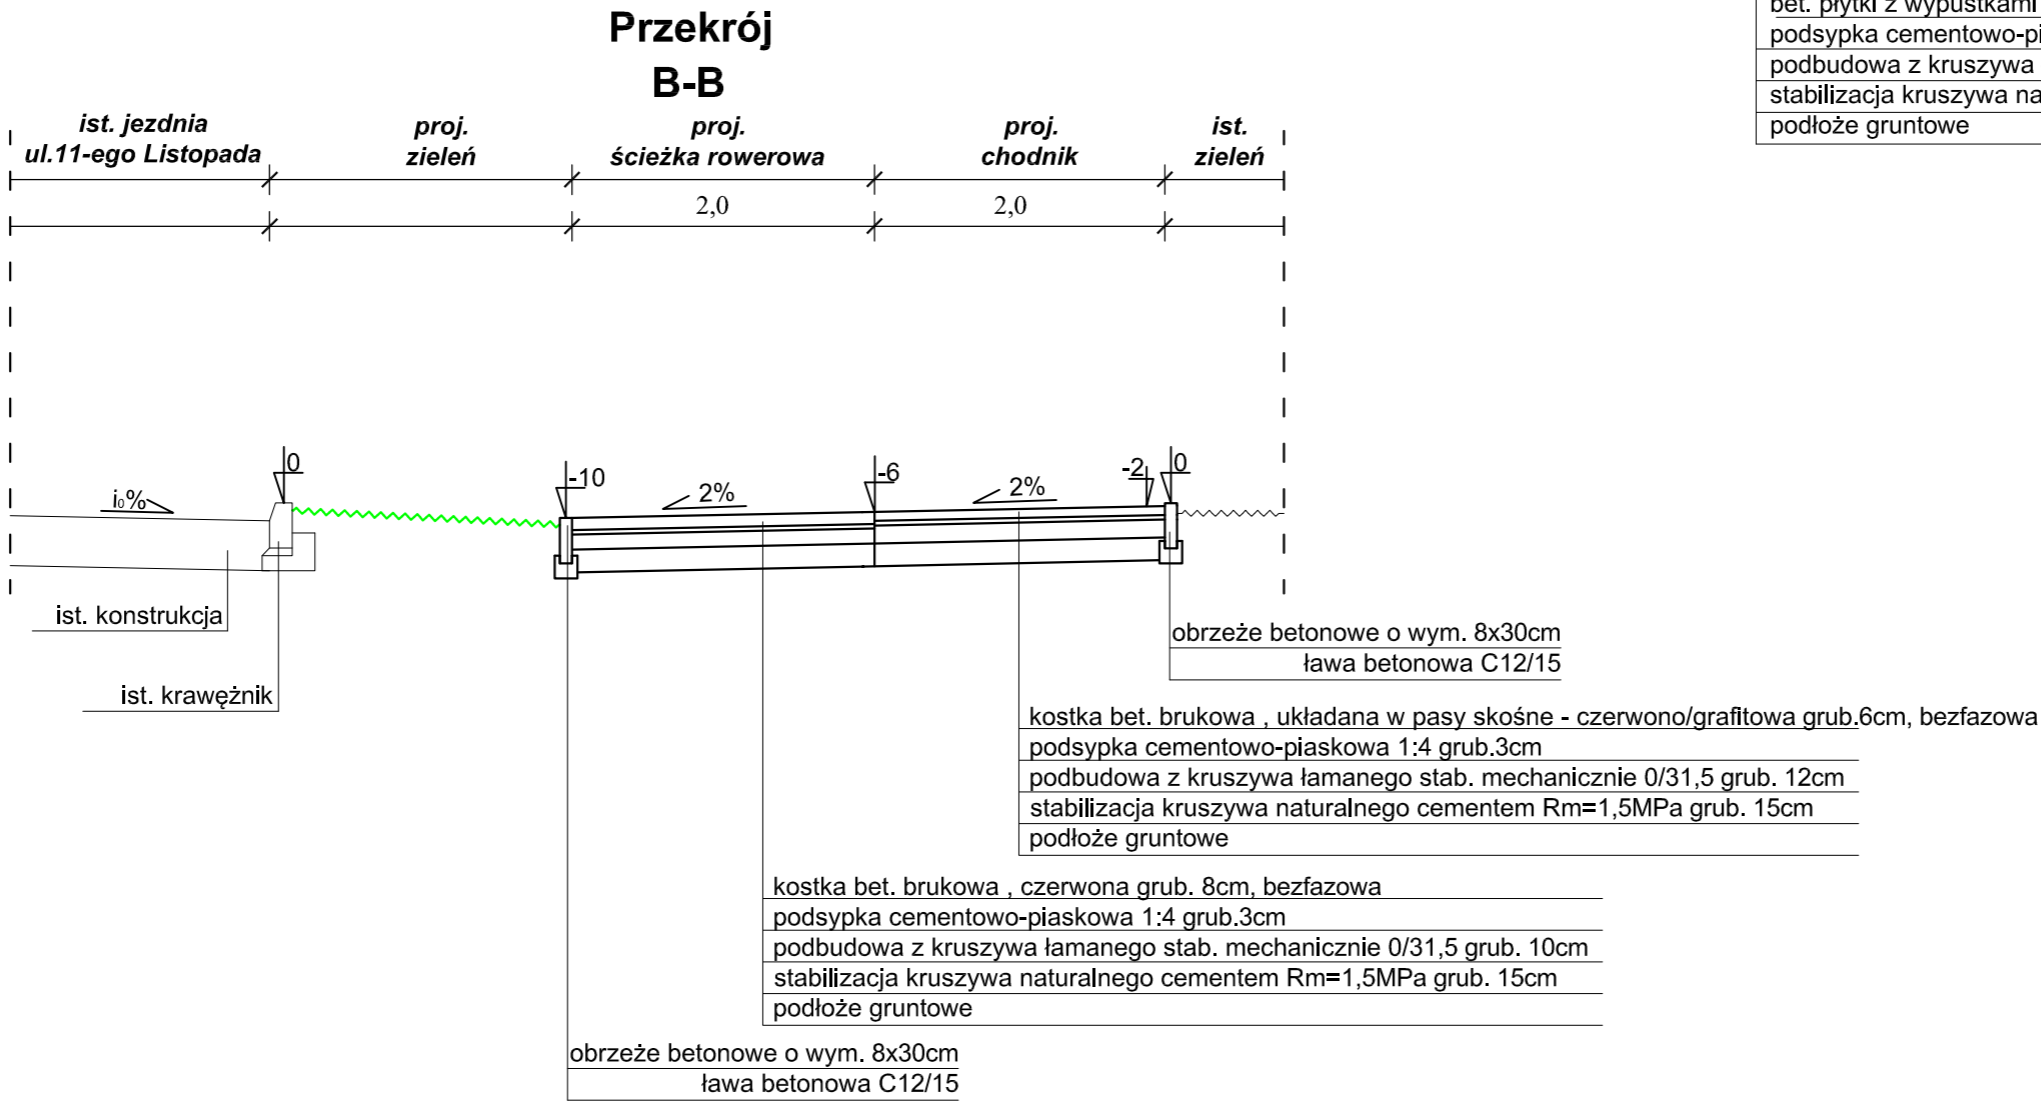 Przekrój
B-B
bet. płytki z wypustkami
podsypka cementowo-pi
podbudowa z kruszywa
stabilizacja kruszywa na
podłoże gruntowe
ist. jezdnia
ul.11-ego Listopada
proj.
zieleń
proj.
ścieżka rowerowa
proj.
chodnik
ist.
zieleń
2,0
2,0
0
-10
-6
-2
0
i₀%
2%
2%
ist. konstrukcja
ist. krawężnik
obrzeże betonowe o wym. 8x30cm
ława betonowa C12/15
kostka bet. brukowa , układana w pasy skośne - czerwono/grafitowa grub.6cm, bezfazowa
podsypka cementowo-piaskowa 1:4 grub.3cm
podbudowa z kruszywa łamanego stab. mechanicznie 0/31,5 grub. 12cm
stabilizacja kruszywa naturalnego cementem Rm=1,5MPa grub. 15cm
podłoże gruntowe
kostka bet. brukowa , czerwona grub. 8cm, bezfazowa
podsypka cementowo-piaskowa 1:4 grub.3cm
podbudowa z kruszywa łamanego stab. mechanicznie 0/31,5 grub. 10cm
stabilizacja kruszywa naturalnego cementem Rm=1,5MPa grub. 15cm
podłoże gruntowe
obrzeże betonowe o wym. 8x30cm
ława betonowa C12/15